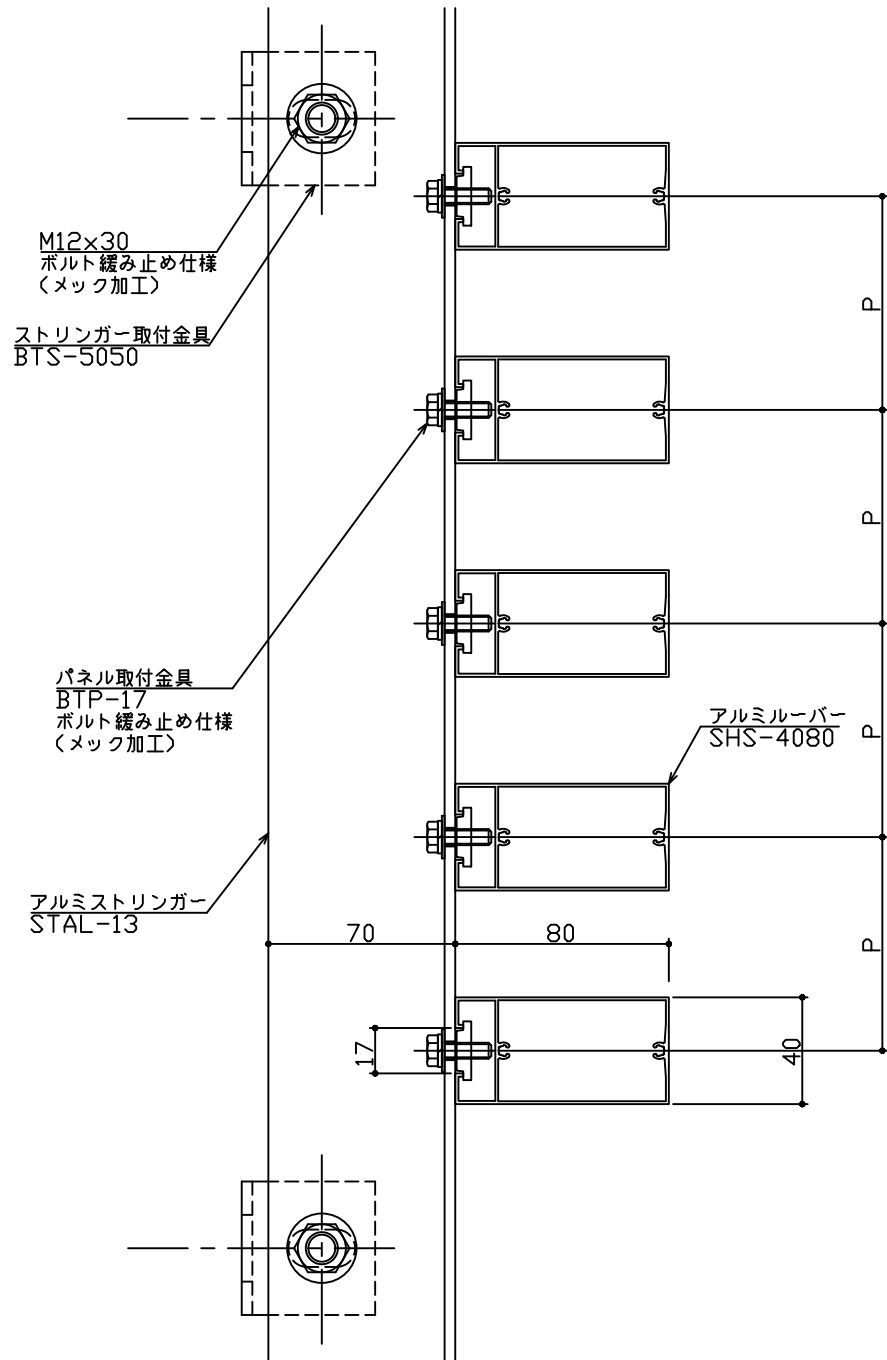 M12×30
ボルト緩み止め仕様
(メック加工)
ストリンガー取付金具
BTS-5050
P
P
パネル取付金具
BTP-17
ボルト緩み止め仕様
(メック加工)
アルミルーバー
SHS-4080
P
アルミストリンガー
STAL-13
70
80
P
17
40